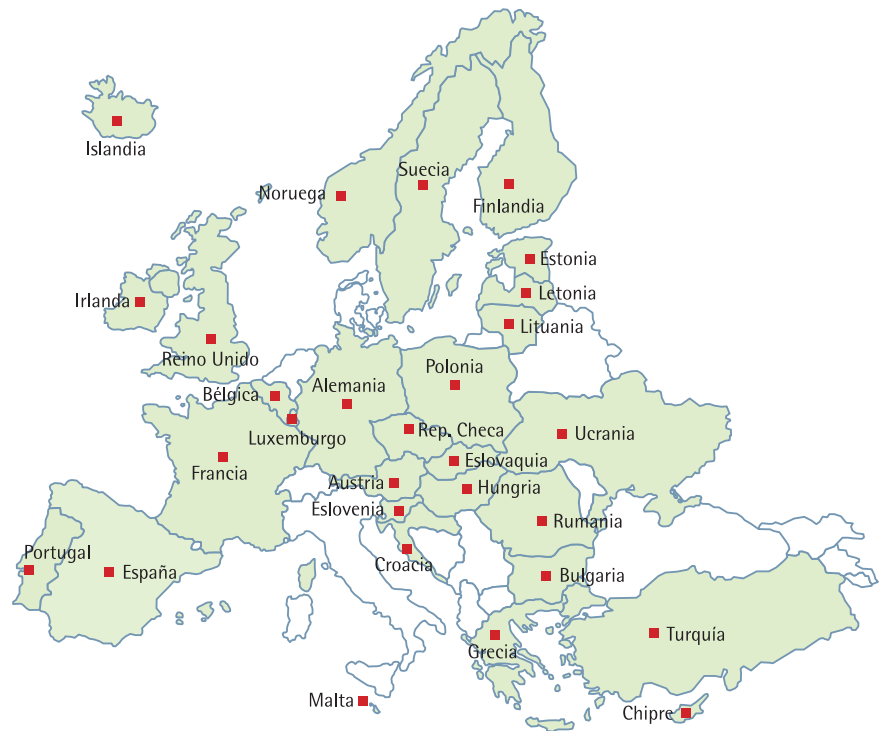 Islandia
Suecia
Noruega
Finlandia
Estonia
Irlanda
Letonia
Lituania
Reino Unido
Polonia
Alemania
Bélgica
Rep. Checa
Ucrania
Luxemburgo
Francia
Eslovaquia
Austria
Hungria
Eslovenia
Rumania
Portugal
Croacia
España
Bulgaria
Turquía
Grecia
Malta
Chipre